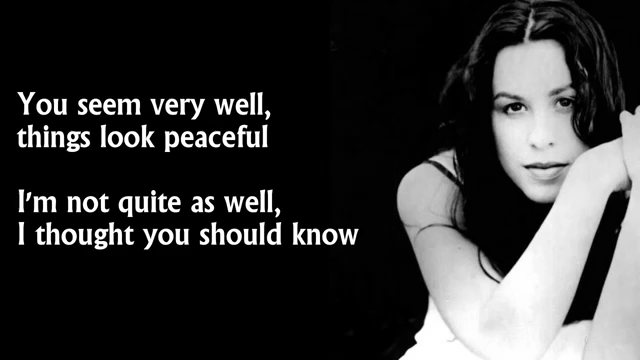 You seem very well,
things look peaceful
I'm not quite as well,
I thought you should know